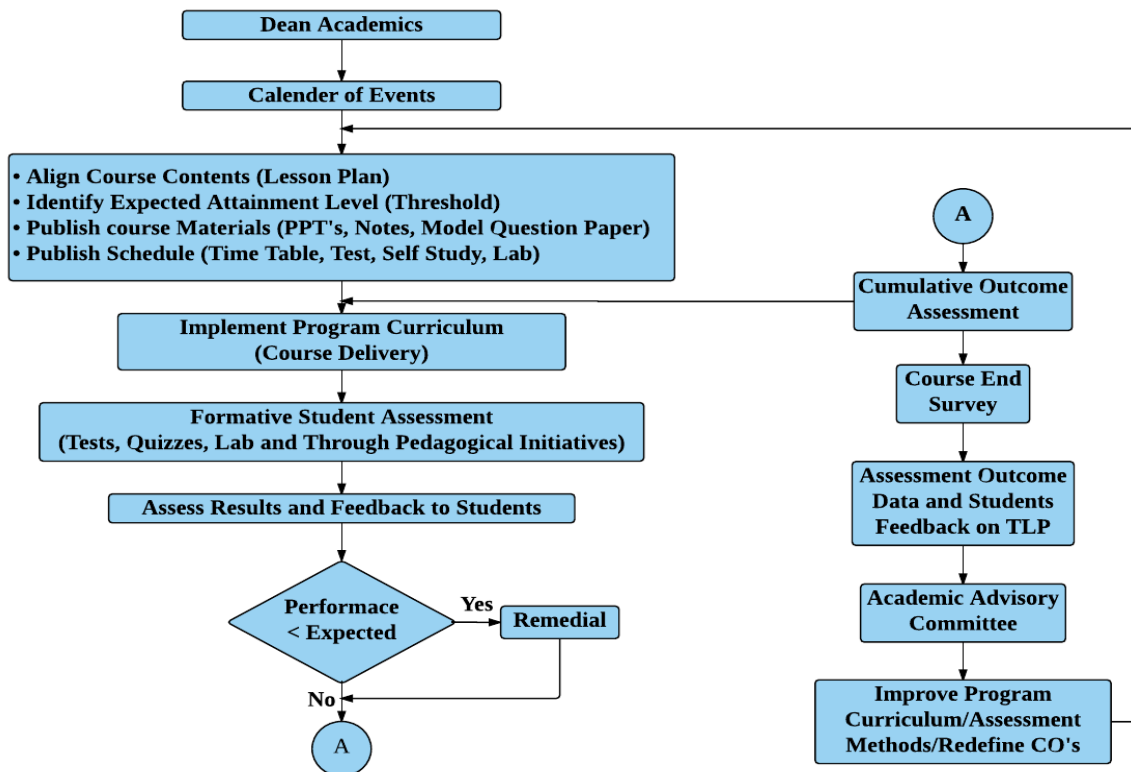 Dean Academics
Calender of Events
• Align Course Contents (Lesson Plan)
• Identify Expected Attainment Level (Threshold)
• Publish course Materials (PPT's, Notes, Model Question Paper)
• Publish Schedule (Time Table, Test, Self Study, Lab)
Implement Program Curriculum
(Course Delivery)
Formative Student Assessment
(Tests, Quizzes, Lab and Through Pedagogical Initiatives)
Assess Results and Feedback to Students
Performace
< Expected
Yes
Remedial
No
A
A
Cumulative Outcome
Assessment
Course End
Survey
Assessment Outcome
Data and Students
Feedback on TLP
Academic Advisory
Committee
Improve Program
Curriculum/Assessment
Methods/Redefine CO's